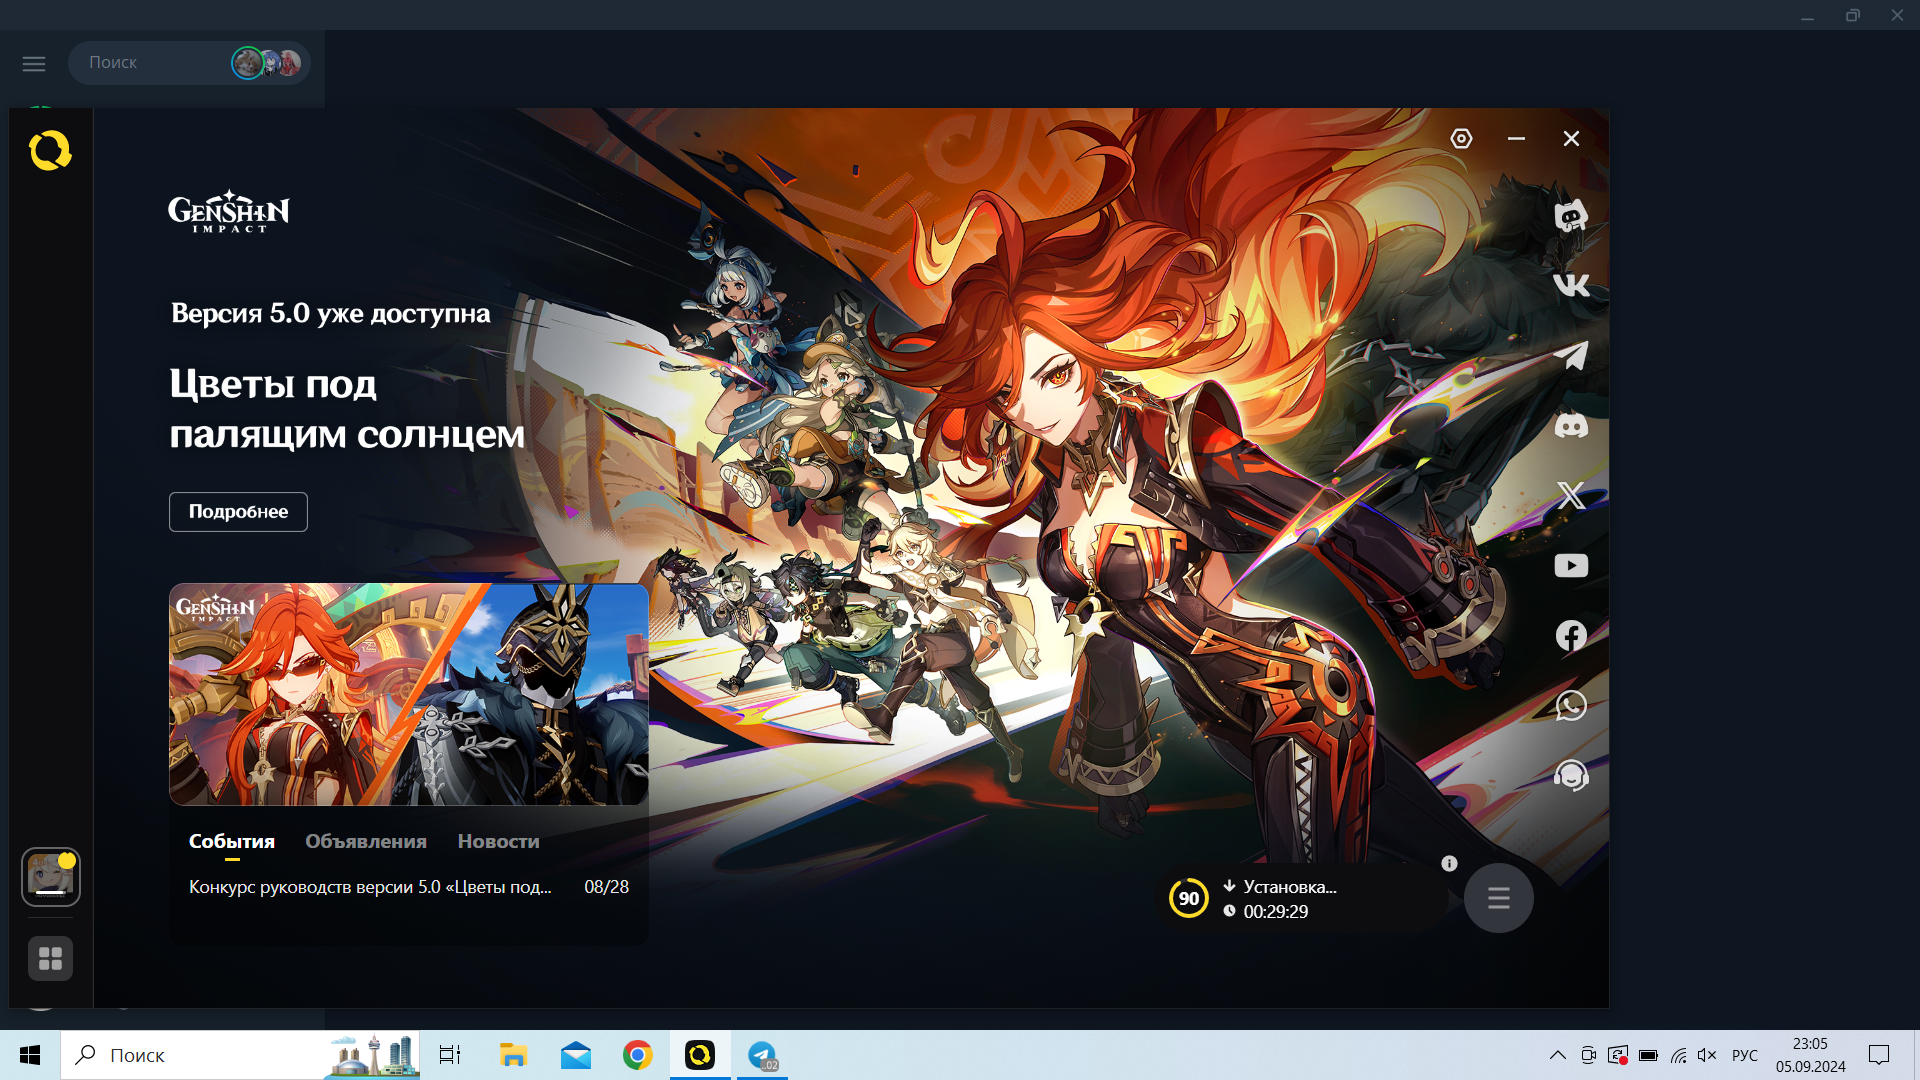 Поиск
GENSHIN
IMPACT
Версия 5.0 уже доступна
Цветы под
палящим солнцем
Подробнее
GENSHIN
IMPACT
События Объявления Новости
Конкурс руководств версии 5.0 «Цветы под... 08/28
90 Установка...
00:29:29
Поиск
..02
РУС
23:05
05.09.2024